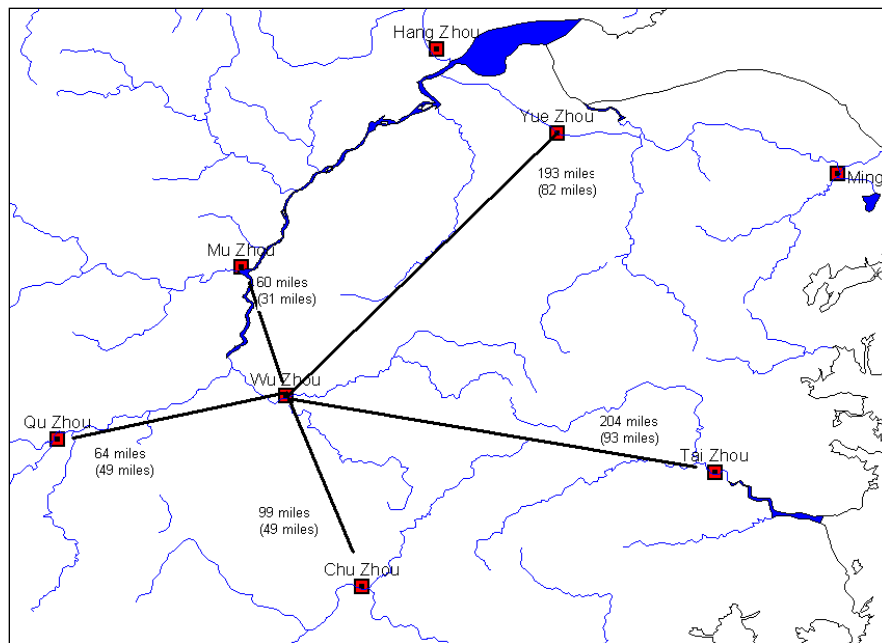 Hang Zhou
Yue Zhou
193 miles
(82 miles)
Ming
Mu Zhou
60 miles
(31 miles)
Wu Zhou
Qu Zhou
64 miles
(49 miles)
204 miles
(93 miles)
Tai Zhou
99 miles
(49 miles)
Chu Zhou